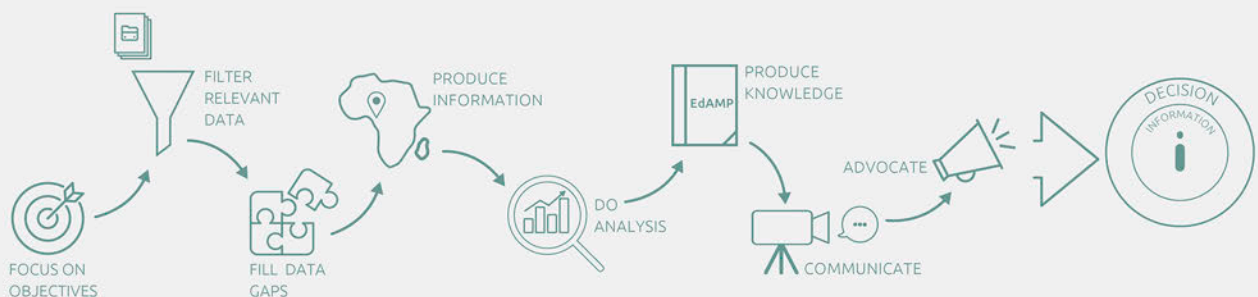 FOCUS ON
OBJECTIVES
FILTER
RELEVANT
DATA
FILL DATA
GAPS
PRODUCE
INFORMATION
DO
ANALYSIS
EdAMP
PRODUCE
KNOWLEDGE
COMMUNICATE
ADVOCATE
DECISION
INFORMATION
i